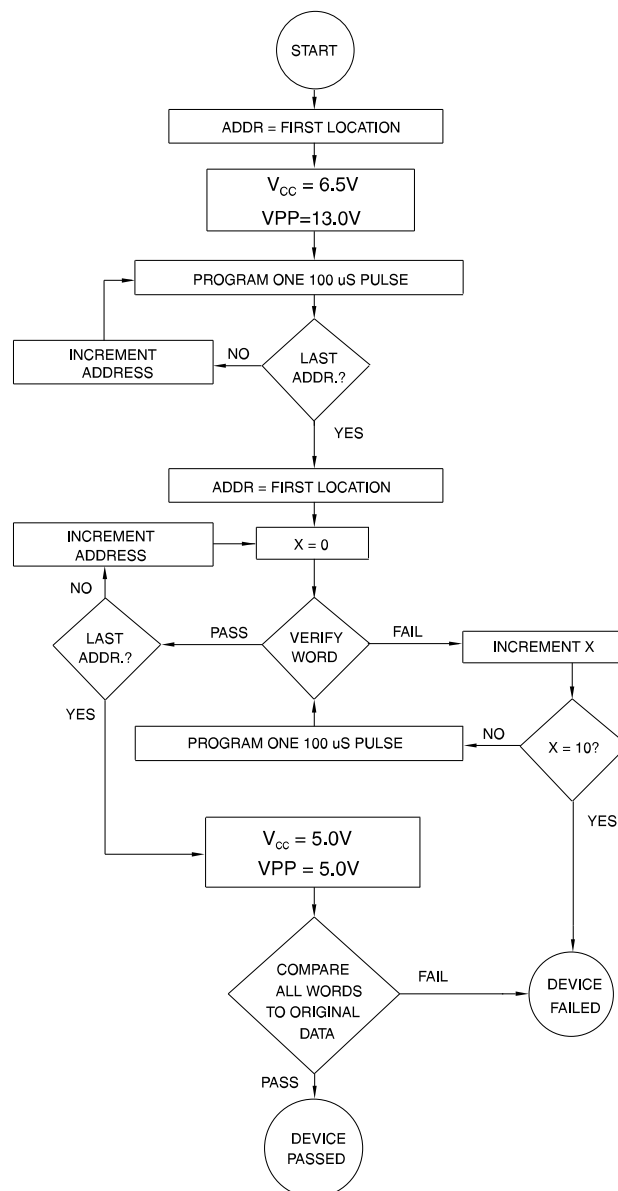 START
ADDR = FIRST LOCATION
VCC = 6.5V
VPP=13.0V
PROGRAM ONE 100 uS PULSE
INCREMENT
ADDRESS
NO
LAST
ADDR.?
YES
ADDR = FIRST LOCATION
INCREMENT
ADDRESS
X = 0
NO
LAST
ADDR.?
PASS
VERIFY
WORD
FAIL
INCREMENT X
YES
PROGRAM ONE 100 uS PULSE
NO
X = 10?
YES
VCC = 5.0V
VPP = 5.0V
COMPARE
ALL WORDS
TO ORIGINAL
DATA
FAIL
DEVICE
FAILED
PASS
DEVICE
PASSED